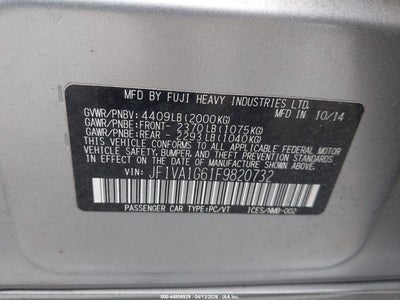 MFD BY FUJI HEAVY INDUSTRIES LTD.
MFD IN 10/14
GVWR/PNBV: 4409LB(2000KG)
GAWR/PNBE: FRONT- 2370LB(1075KG)
GAWR/PNBE: REAR- 2293LB(1040KG)
THIS VEHICLE CONFORMS TO ALL APPLICABLE FEDERAL MOTOR VEHICLE
SAFETY, BUMPER, AND THEFT PREVENTION STANDARDS
IN EFFECT ON THE DATE OF MANUFACTURE
SHOWN ABOVE.
VIN: JF1VA1G61F9820732
PASSENGER CAR TYPE:PC/VT ICES/NMB-002